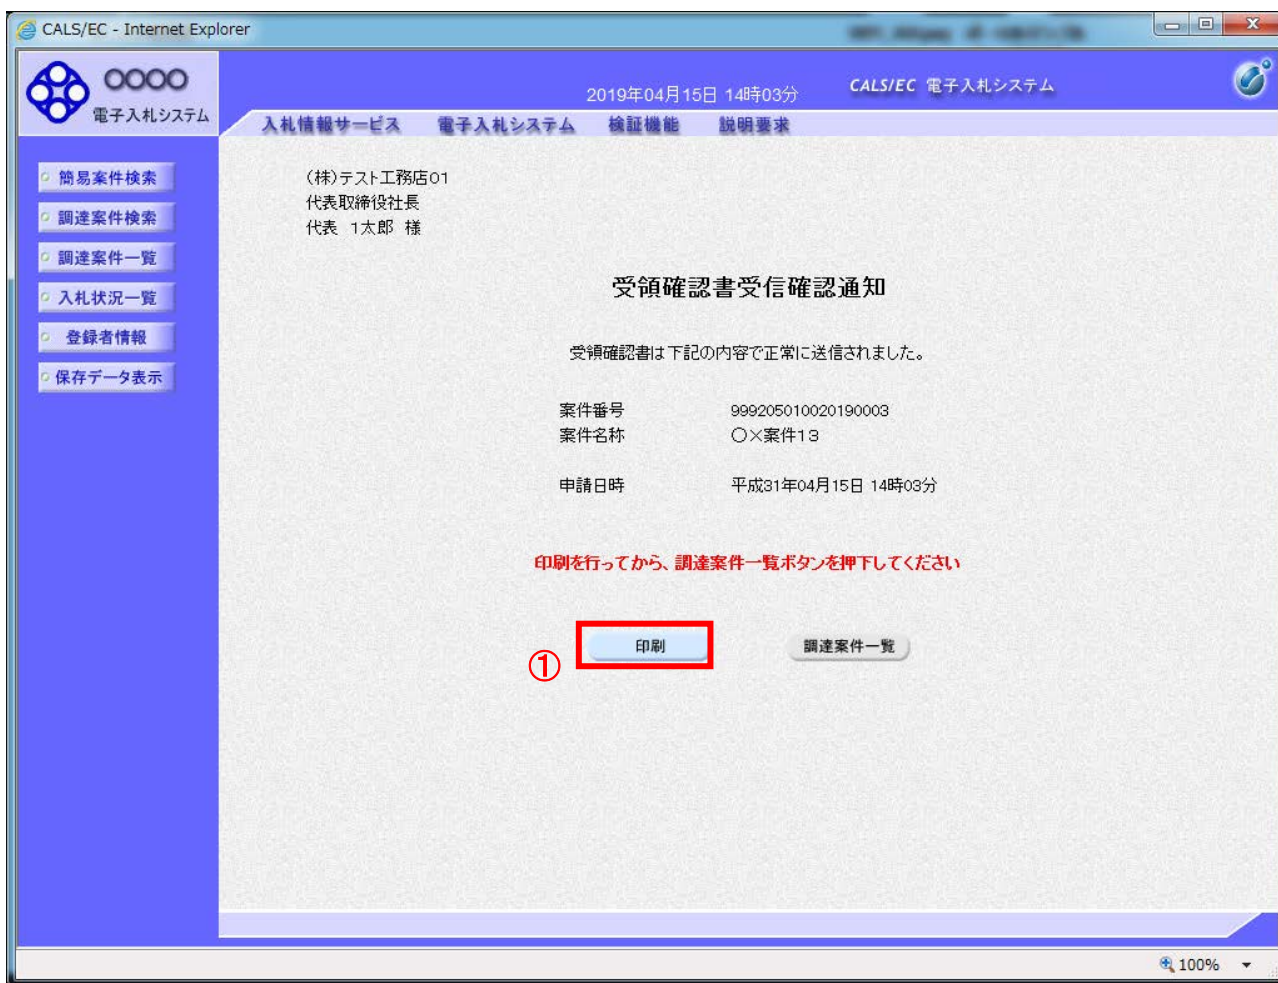 CALS/EC - Internet Explorer
○○○○
電子入札システム
2019年04月15日 14時03分
CALS/EC 電子入札システム
入札情報サービス 電子入札システム 検証機能 説明要求
簡易案件検索
調達案件検索
調達案件一覧
入札状況一覧
登録者情報
保存データ表示
(株)テスト工務店01
代表取締役社長
代表 1太郎 様
受領確認書受信確認通知
受領確認書は下記の内容で正常に送信されました。
案件番号 999205010020190003
案件名称 ○×案件13
申請日時 平成31年04月15日 14時03分
印刷を行ってから、調達案件一覧ボタンを押下してください
① 印刷 調達案件一覧
100%